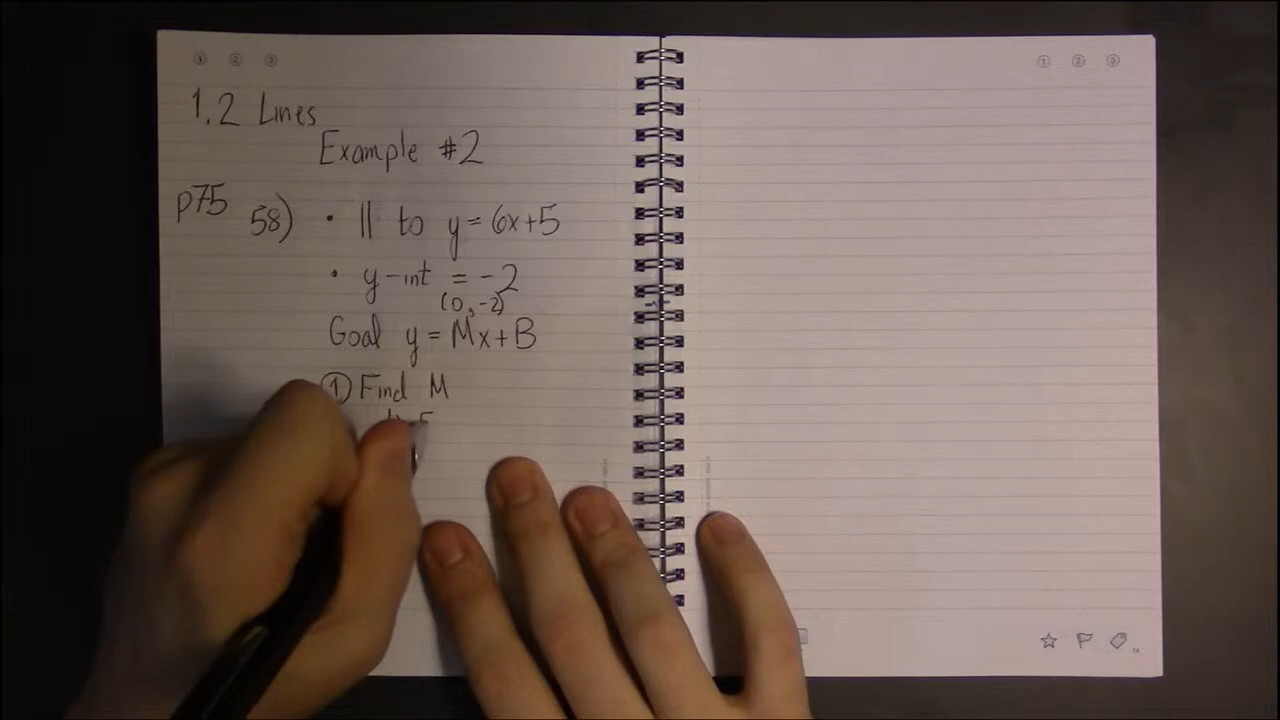 1.2 Lines
Example #2
p75 58) • || to y = 6x+5
• y-int = -2
(0,-2)
Goal y = Mx+B
① Find M